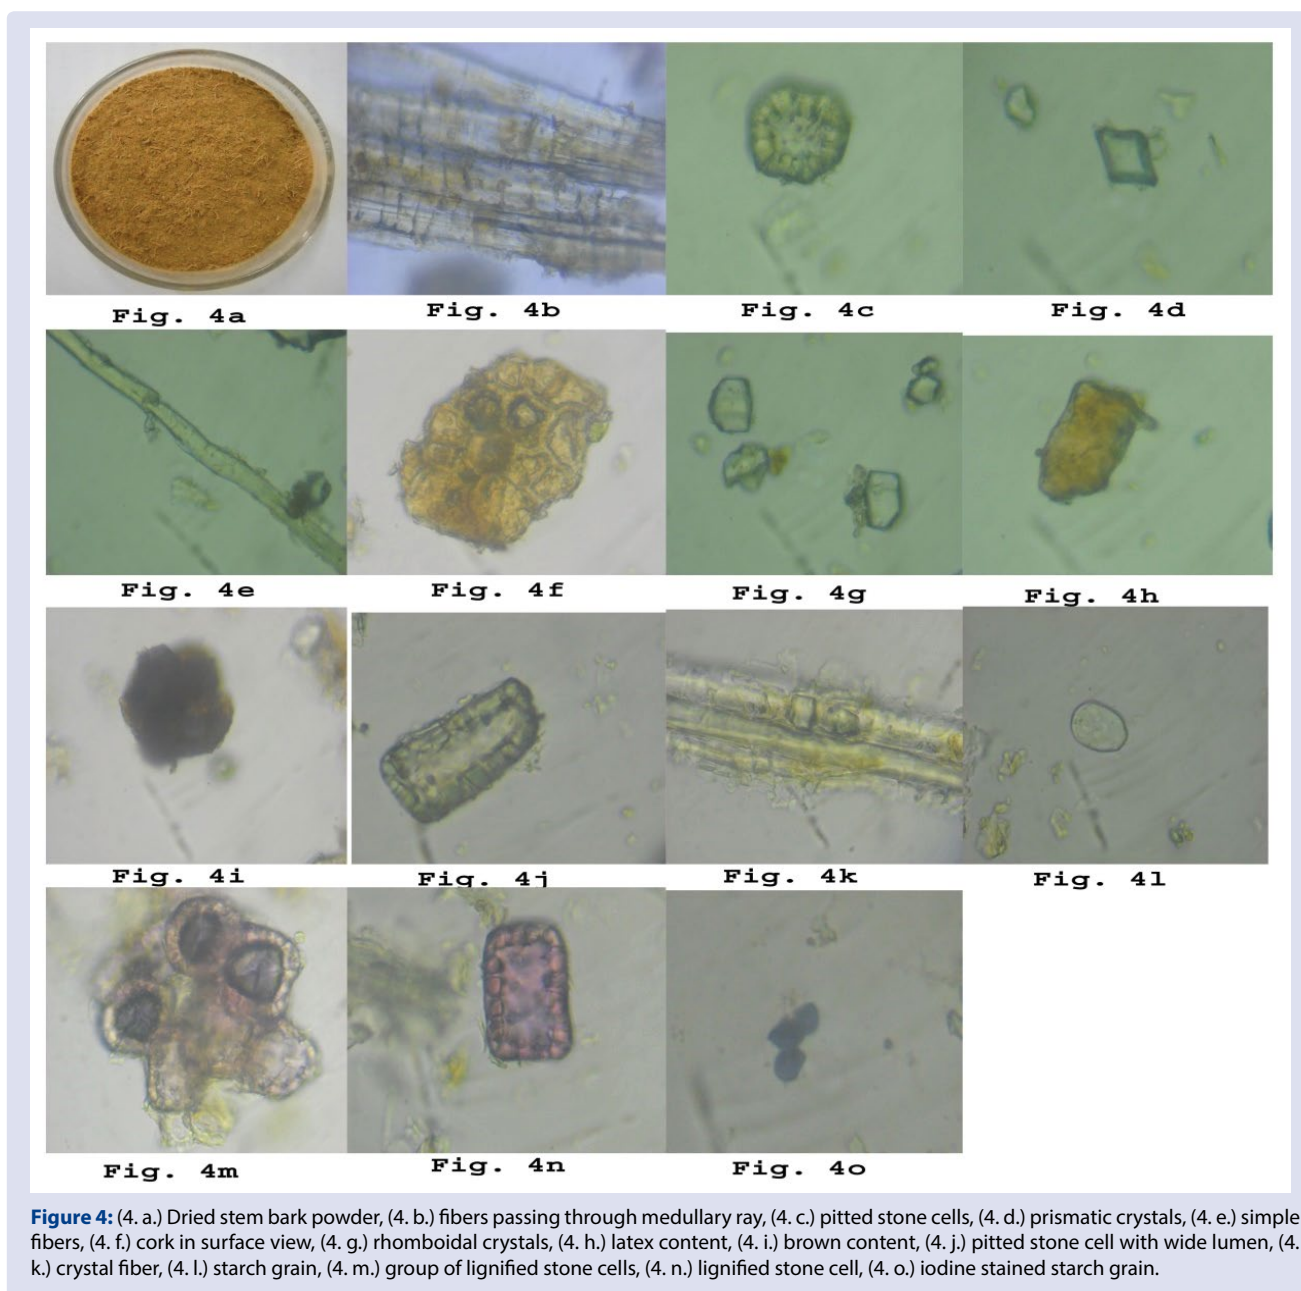 Fig. 4a
Fig. 4b
Fig. 4c
Fig. 4d
Fig. 4e
Fig. 4f
Fig. 4g
Fig. 4h
Fig. 4i
Fig. 4j
Fig. 4k
Fig. 4l
Fig. 4m
Fig. 4n
Fig. 4o
Figure 4: (4. a.) Dried stem bark powder, (4. b.) fibers passing through medullary ray, (4. c.) pitted stone cells, (4. d.) prismatic crystals, (4. e.) simple
fibers, (4. f.) cork in surface view, (4. g.) rhomboidal crystals, (4. h.) latex content, (4. i.) brown content, (4. j.) pitted stone cell with wide lumen, (4.
k.) crystal fiber, (4. l.) starch grain, (4. m.) group of lignified stone cells, (4. n.) lignified stone cell, (4. o.) iodine stained starch grain.